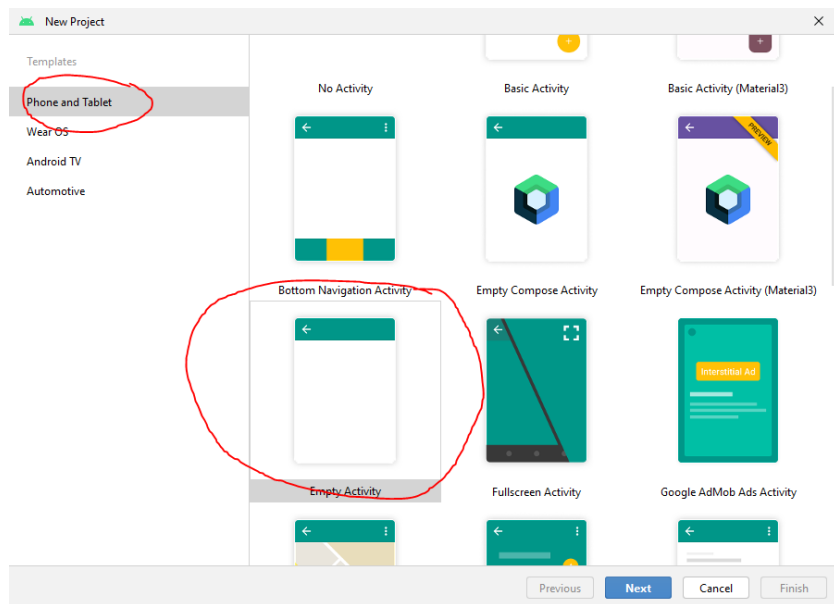 New Project
Templates
Phone and Tablet
Wear OS
Android TV
Automotive
No Activity
Basic Activity
Basic Activity (Material3)
PREVIEW
Bottom Navigation Activity
Empty Compose Activity
Empty Compose Activity (Material3)
Interstitial Ad
Empty Activity
Fullscreen Activity
Google AdMob Ads Activity
Previous
Next
Cancel
Finish